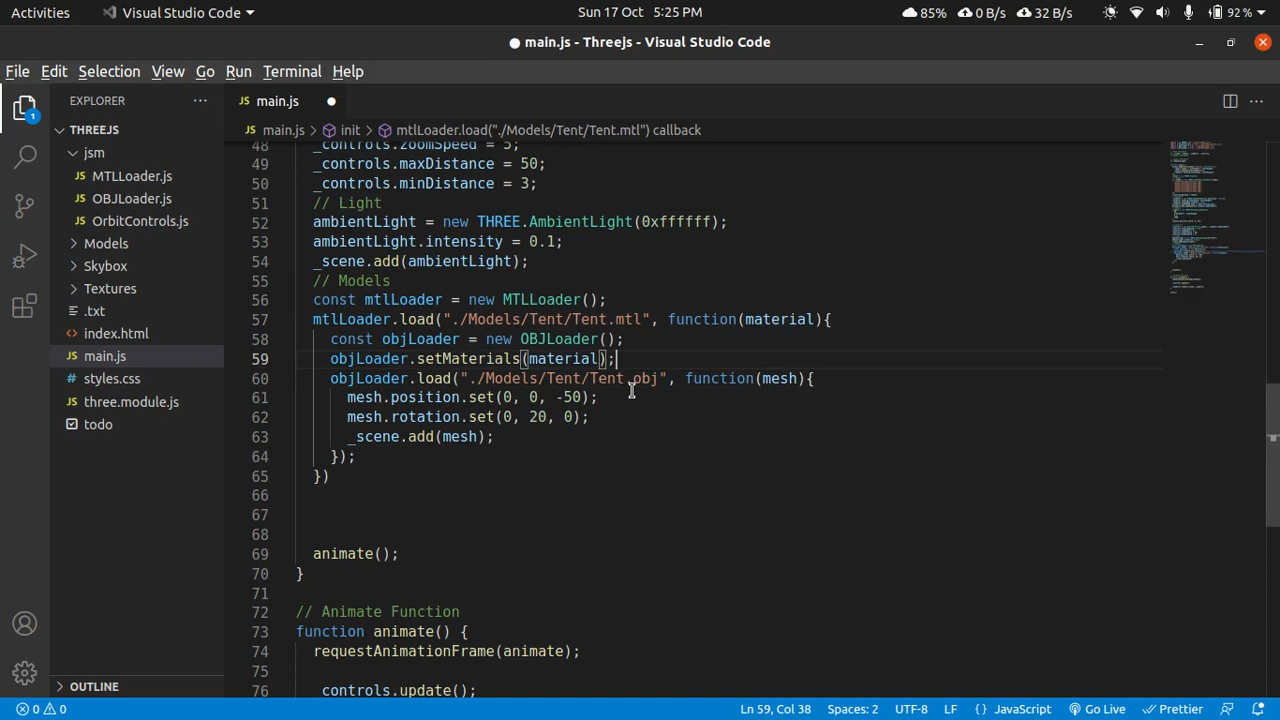 Activities Visual Studio Code Sun 17 Oct 5:25 PM 85% 0 B/s 32 B/s 92 %
● main.js - Threejs - Visual Studio Code
File Edit Selection View Go Run Terminal Help
EXPLORER ··· JS main.js ●
THREEJS
jsm
MTLLoader.js
OBJLoader.js
OrbitControls.js
Models
Skybox
Textures
.txt
index.html
main.js
styles.css
three.module.js
todo
OUTLINE
1
JS main.js > init > mtlLoader.load("./Models/Tent/Tent.mtl") callback
48 _controls.zoomSpeed = 5;
49 _controls.maxDistance = 50;
50 _controls.minDistance = 3;
51 // Light
52 ambientLight = new THREE.AmbientLight(0xffffff);
53 ambientLight.intensity = 0.1;
54 _scene.add(ambientLight);
55 // Models
56 const mtlLoader = new MTLLoader();
57 mtlLoader.load("./Models/Tent/Tent.mtl", function(material){
58 const objLoader = new OBJLoader();
59 objLoader.setMaterials(material);
60 objLoader.load("./Models/Tent/Tent.obj", function(mesh){
61 mesh.position.set(0, 0, -50);
62 mesh.rotation.set(0, 20, 0);
63 _scene.add(mesh);
64 });
65 })
66
67
68
69 animate();
70 }
71
72 // Animate Function
73 function animate() {
74 requestAnimationFrame(animate);
75
76 _controls.update();
0 0 Ln 59, Col 38 Spaces: 2 UTF-8 LF {} JavaScript Go Live Prettier